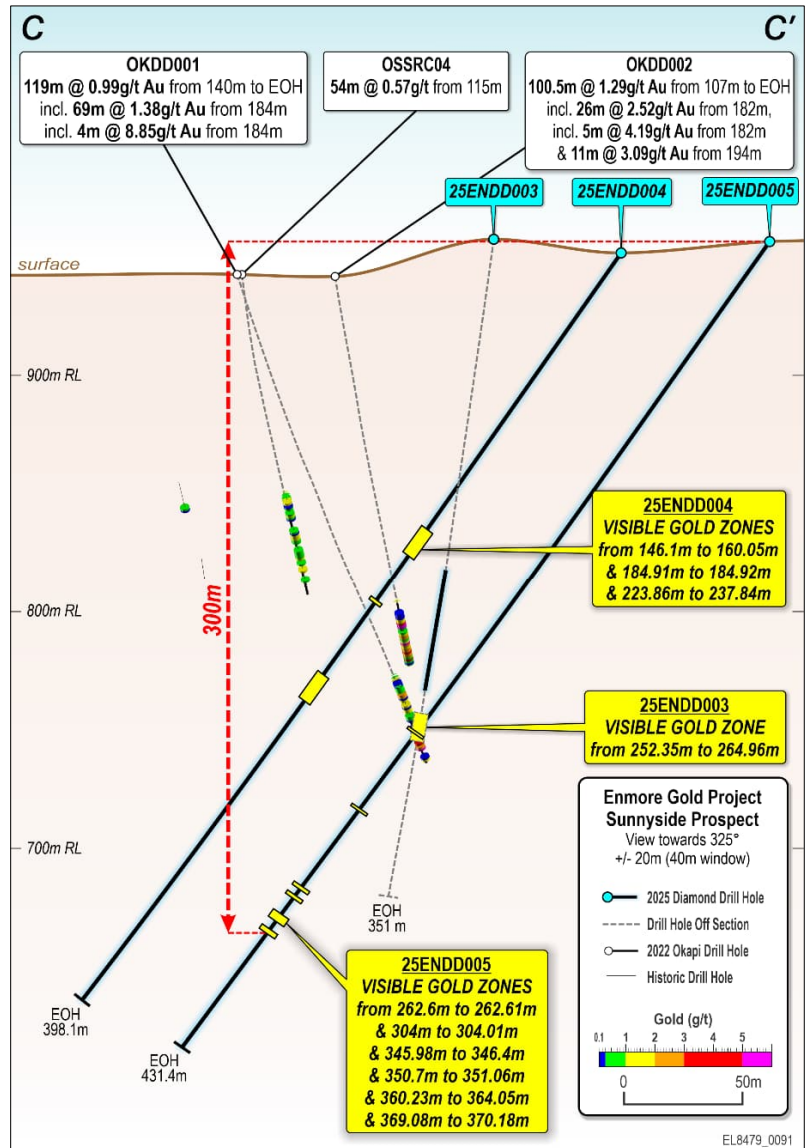 C
C'
OKDD001
119m @ 0.99g/t Au from 140m to EOH
incl. 69m @ 1.38g/t Au from 184m
incl. 4m @ 8.85g/t Au from 184m
OSSRC04
54m @ 0.57g/t from 115m
OKDD002
100.5m @ 1.29g/t Au from 107m to EOH
incl. 26m @ 2.52g/t Au from 182m,
incl. 5m @ 4.19g/t Au from 182m
& 11m @ 3.09g/t Au from 194m
25ENDD003
25ENDD004
25ENDD005
surface
900m RL
800m RL
700m RL
300m
25ENDD004
VISIBLE GOLD ZONES
from 146.1m to 160.05m
& 184.91m to 184.92m
& 223.86m to 237.84m
25ENDD003
VISIBLE GOLD ZONE
from 252.35m to 264.96m
EOH
351 m
25ENDD005
VISIBLE GOLD ZONES
from 262.6m to 262.61m
& 304m to 304.01m
& 345.98m to 346.4m
& 350.7m to 351.06m
& 360.23m to 364.05m
& 369.08m to 370.18m
EOH
398.1m
EOH
431.4m
Enmore Gold Project
Sunnyside Prospect
View towards 325°
+/- 20m (40m window)
2025 Diamond Drill Hole
Drill Hole Off Section
2022 Okapi Drill Hole
Historic Drill Hole
Gold (g/t)
0.1 1 2 3 4 5
0 50m
EL8479_0091